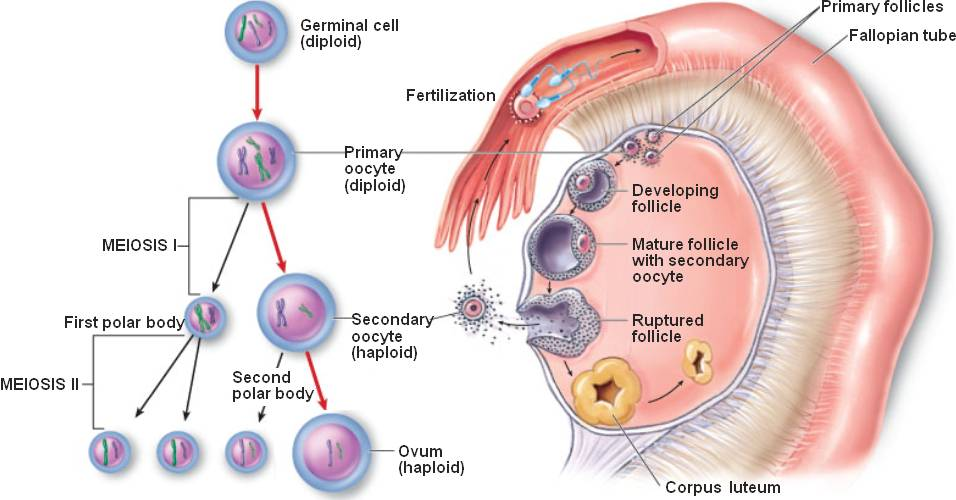 Germinal cell
(diploid)
Primary
oocyte
(diploid)
MEIOSIS I
First polar body
Secondary
oocyte
(haploid)
MEIOSIS II
Second
polar body
Ovum
(haploid)
Primary follicles
Fallopian tube
Fertilization
Developing
follicle
Mature follicle
with secondary
oocyte
Ruptured
follicle
Corpus luteum